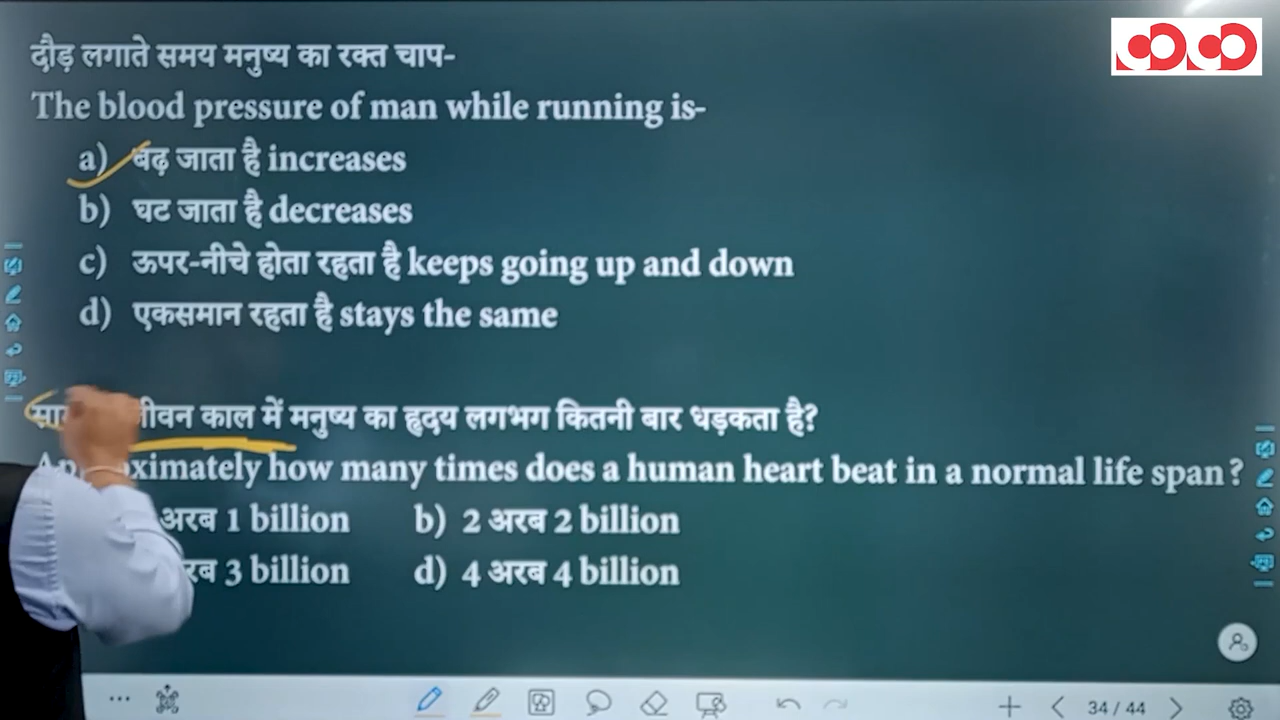 दौड़ लगाते समय मनुष्य का रक्त चाप-
The blood pressure of man while running is-
a) बढ़ जाता है increases
b) घट जाता है decreases
c) ऊपर-नीचे होता रहता है keeps going up and down
d) एकसमान रहता है stays the same
जीवन काल में मनुष्य का हृदय लगभग कितनी बार धड़कता है?
Approximately how many times does a human heart beat in a normal life span?
अरब 1 billion b) 2 अरब 2 billion
अरब 3 billion d) 4 अरब 4 billion
34 / 44